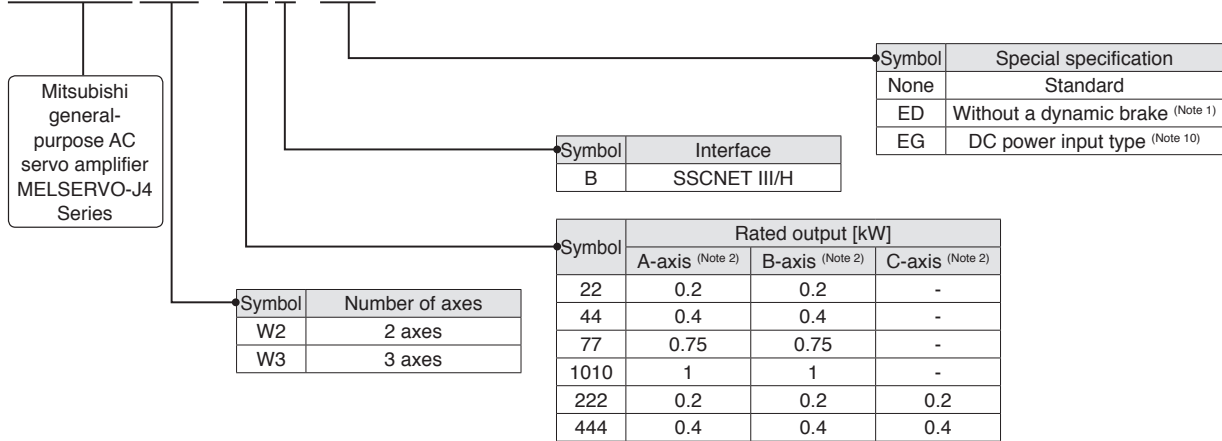 Mitsubishi
general-
purpose AC
servo amplifier
MELSERVO-J4
Series
Symbol Special specification
None Standard
ED Without a dynamic brake (Note 1)
EG DC power input type (Note 10)
Symbol Interface
B SSCNET III/H
Symbol Rated output [kW]
A-axis (Note 2) B-axis (Note 2) C-axis (Note 2)
22 0.2 0.2 -
44 0.4 0.4 -
77 0.75 0.75 -
1010 1 1 -
222 0.2 0.2 0.2
444 0.4 0.4 0.4
Symbol Number of axes
W2 2 axes
W3 3 axes